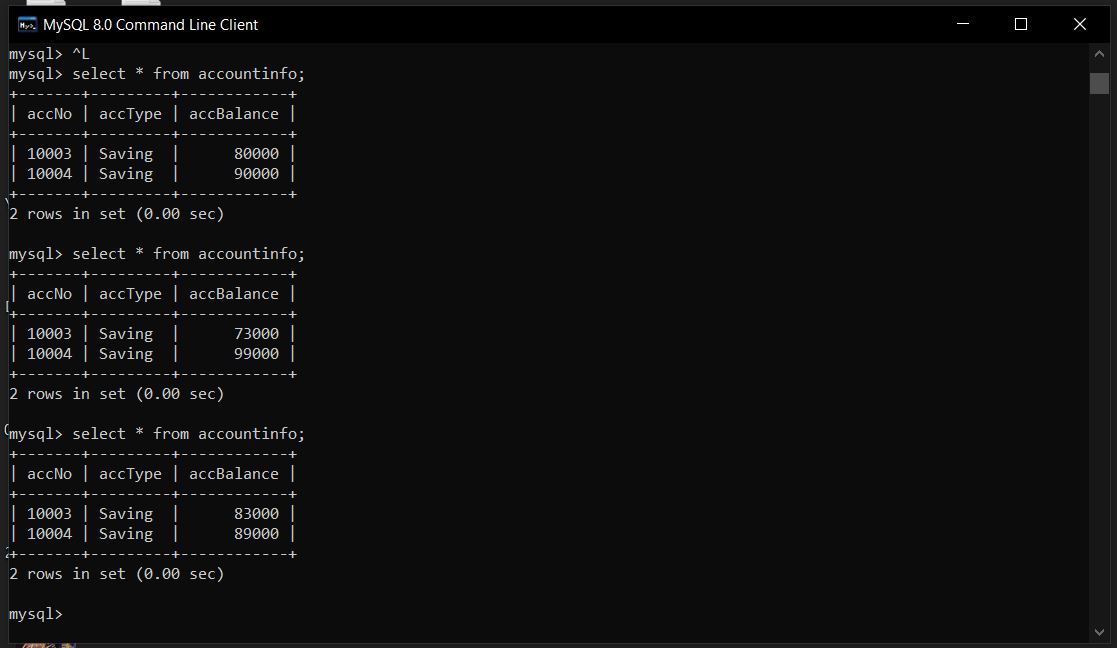 MySQL 8.0 Command Line Client
mysql> ^L
mysql> select * from accountinfo;
+-------+---------+------------+
| accNo | accType | accBalance |
+-------+---------+------------+
| 10003 | Saving  |      80000 |
| 10004 | Saving  |      90000 |
+-------+---------+------------+
2 rows in set (0.00 sec)

mysql> select * from accountinfo;
+-------+---------+------------+
| accNo | accType | accBalance |
+-------+---------+------------+
| 10003 | Saving  |      73000 |
| 10004 | Saving  |      99000 |
+-------+---------+------------+
2 rows in set (0.00 sec)

mysql> select * from accountinfo;
+-------+---------+------------+
| accNo | accType | accBalance |
+-------+---------+------------+
| 10003 | Saving  |      83000 |
| 10004 | Saving  |      89000 |
+-------+---------+------------+
2 rows in set (0.00 sec)

mysql>